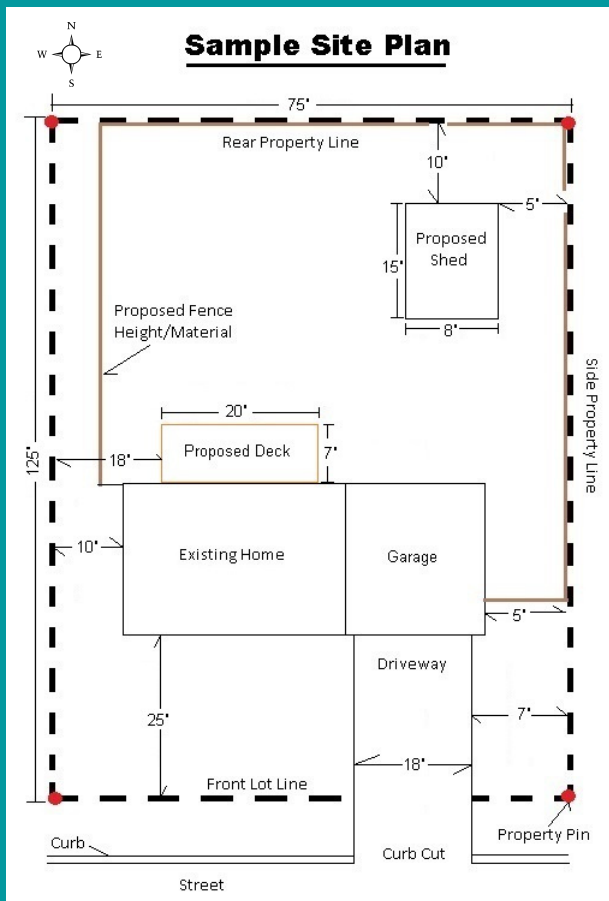 N
W E
S
Sample Site Plan
75'
Rear Property Line
10'
5'
Proposed
Shed
15'
8'
Proposed Fence
Height/Material
Side Property Line
125'
20'
Proposed Deck
7'
18'
10'
Existing Home
Garage
5'
Driveway
25'
7'
18'
Front Lot Line
Property Pin
Curb
Curb Cut
Street